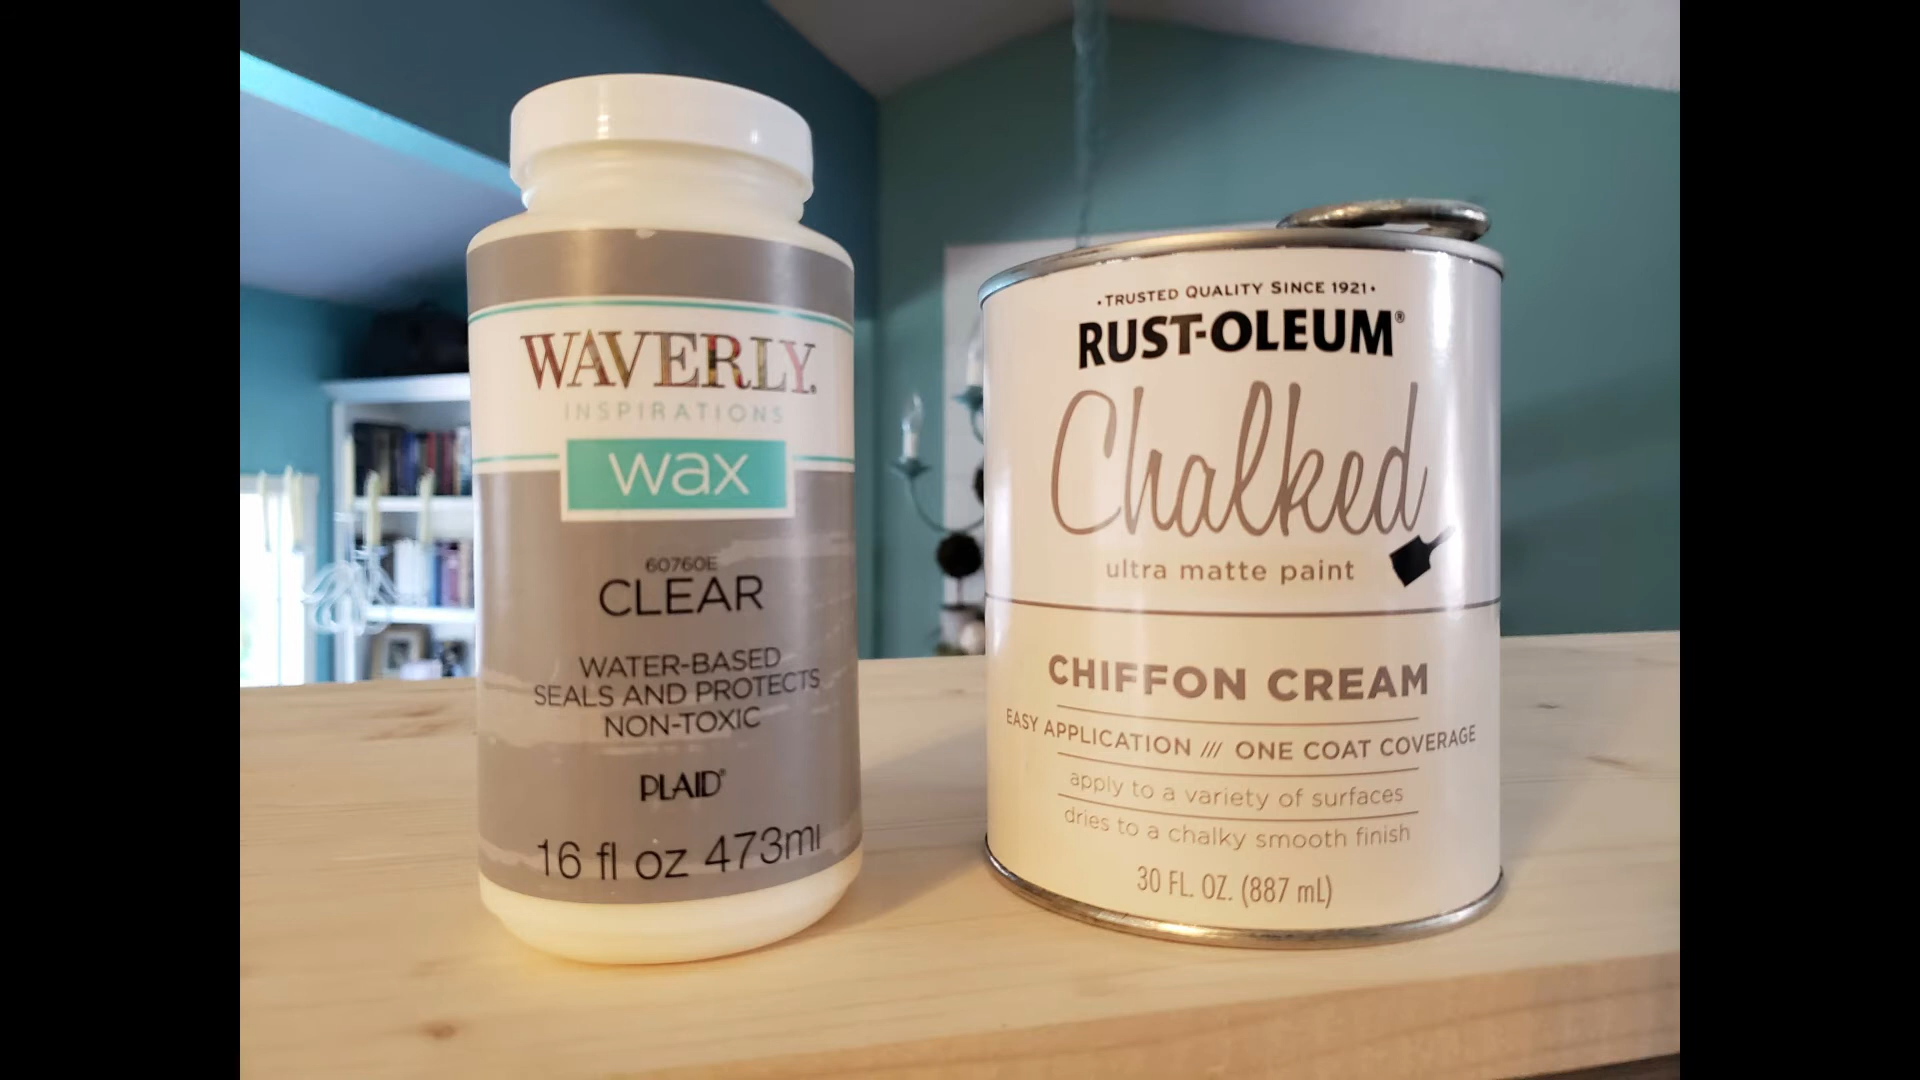 WAVERLY
INSPIRATIONS
wax
60760E
CLEAR
WATER-BASED
SEALS AND PROTECTS
NON-TOXIC
PLAID®
16 fl oz 473ml
•TRUSTED QUALITY SINCE 1921•
RUST-OLEUM®
Chalked
ultra matte paint
CHIFFON CREAM
EASY APPLICATION /// ONE COAT COVERAGE
apply to a variety of surfaces
dries to a chalky smooth finish
30 FL. OZ. (887 mL)